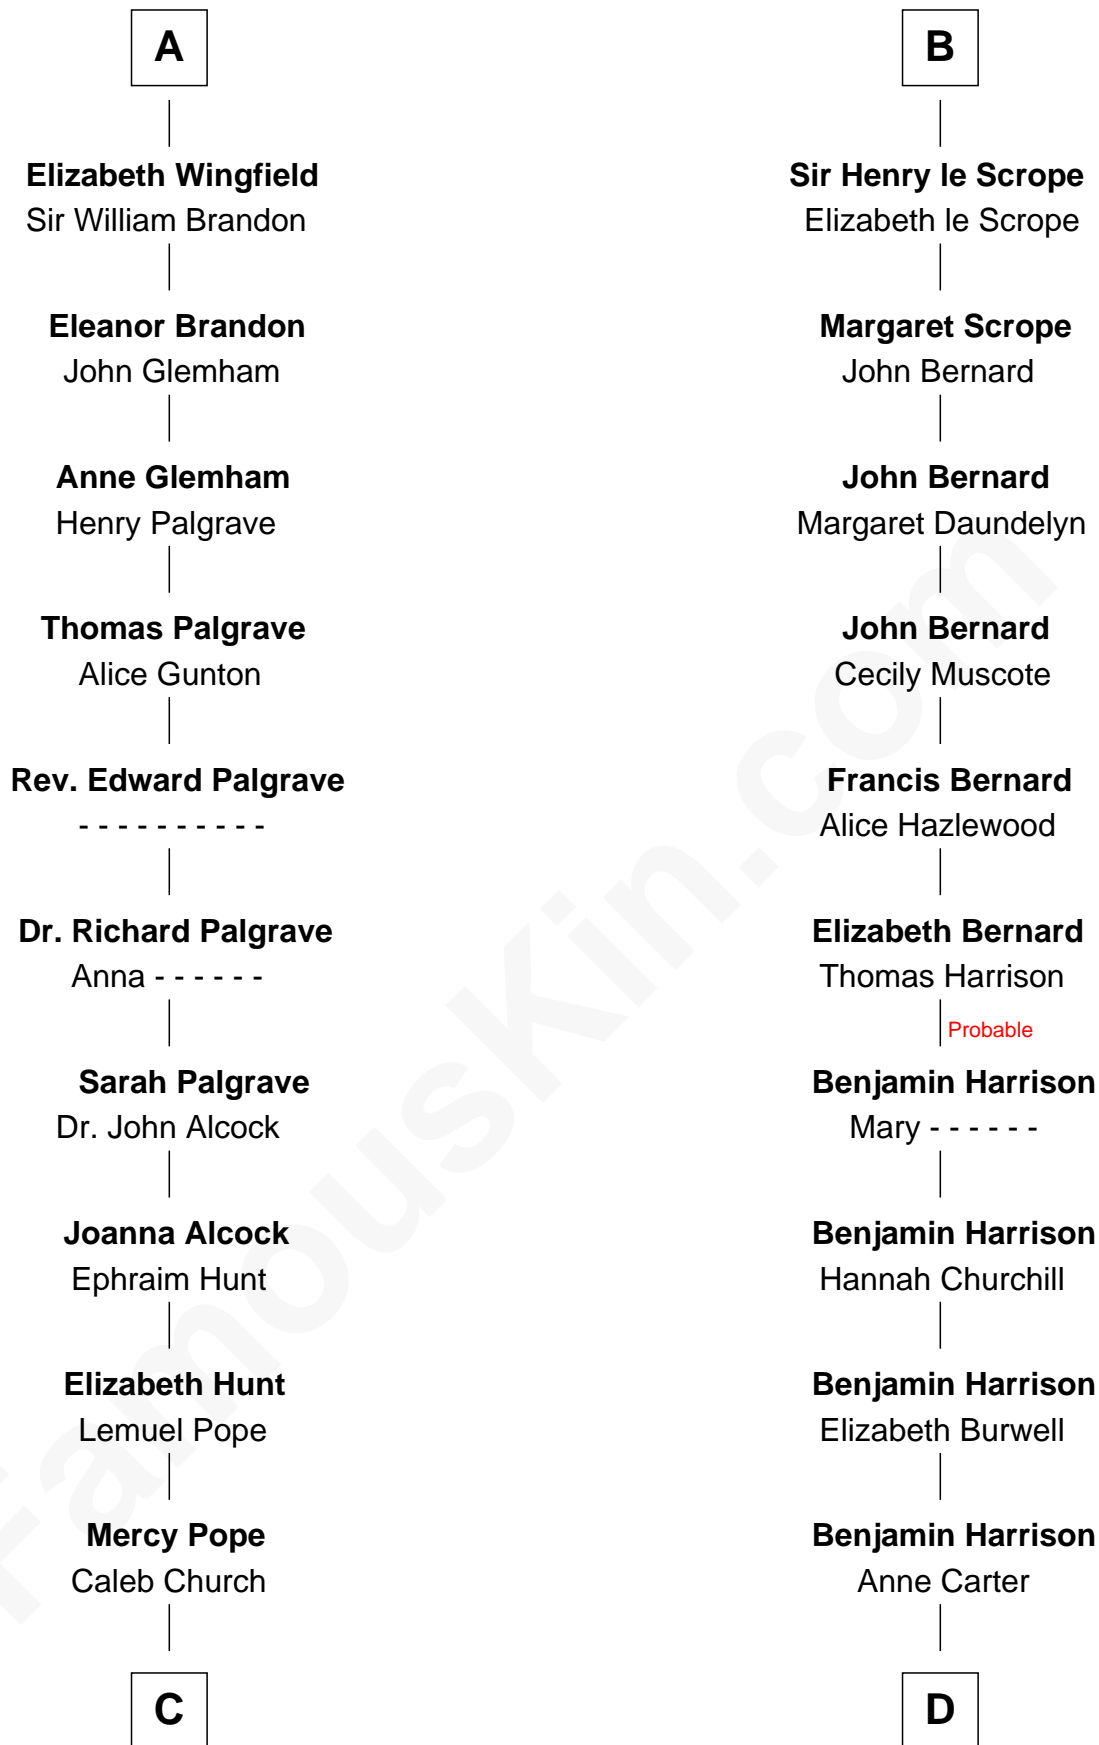 A
Elizabeth Wingfield
Sir William Brandon
Eleanor Brandon
John Glemham
Anne Glemham
Henry Palgrave
Thomas Palgrave
Alice Gunton
Rev. Edward Palgrave
- - - - - - - - - -
Dr. Richard Palgrave
Anna - - - - - -
Sarah Palgrave
Dr. John Alcock
Joanna Alcock
Ephraim Hunt
Elizabeth Hunt
Lemuel Pope
Mercy Pope
Caleb Church
C
B
Sir Henry le Scrope
Elizabeth le Scrope
Margaret Scrope
John Bernard
John Bernard
Margaret Daundelyn
John Bernard
Cecily Muscote
Francis Bernard
Alice Hazlewood
Elizabeth Bernard
Thomas Harrison
Probable
Benjamin Harrison
Mary - - - - - -
Benjamin Harrison
Hannah Churchill
Benjamin Harrison
Elizabeth Burwell
Benjamin Harrison
Anne Carter
D
FamousKin.com